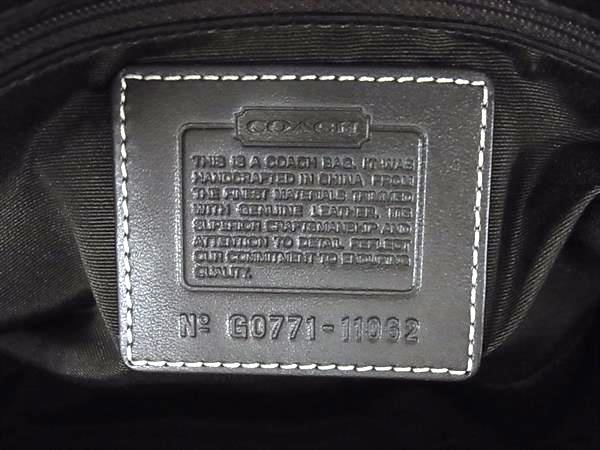 COACH
THIS IS A COACH BAG. IT WAS
HANDCRAFTED IN CHINA FROM
THE FINEST MATERIALS TRIMMED
WITH GENUINE LEATHER. ITS
SUPERIOR CRAFTSMANSHIP AND
ATTENTION TO DETAIL REFLECT
OUR COMMITMENT TO ENDURING
QUALITY.
Nº G0771-11062